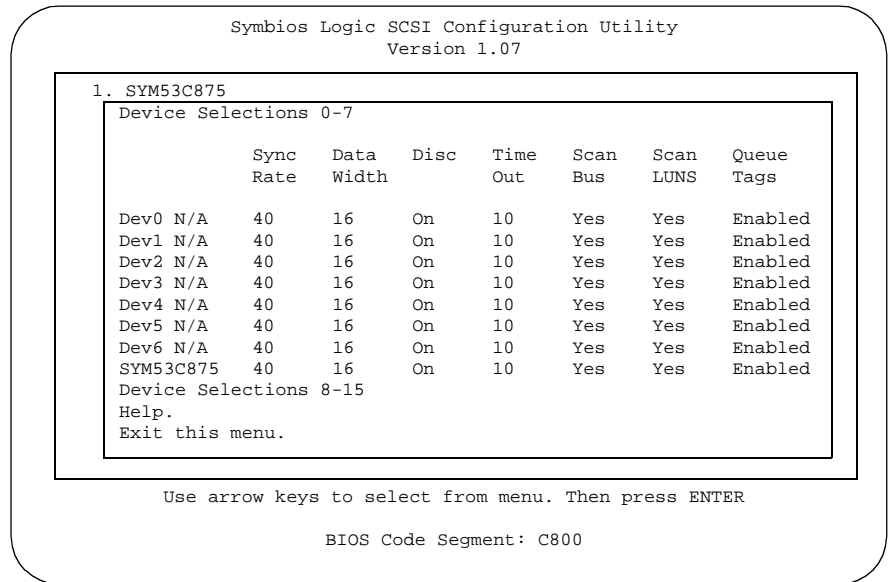 Symbios Logic SCSI Configuration Utility
Version 1.07
1. SYM53C875
Device Selections 0-7
Sync Data Disc Time Scan Scan Queue
Rate Width Out Bus LUNS Tags
Dev0 N/A 40 16 On 10 Yes Yes Enabled
Dev1 N/A 40 16 On 10 Yes Yes Enabled
Dev2 N/A 40 16 On 10 Yes Yes Enabled
Dev3 N/A 40 16 On 10 Yes Yes Enabled
Dev4 N/A 40 16 On 10 Yes Yes Enabled
Dev5 N/A 40 16 On 10 Yes Yes Enabled
Dev6 N/A 40 16 On 10 Yes Yes Enabled
SYM53C875 40 16 On 10 Yes Yes Enabled
Device Selections 8-15
Help.
Exit this menu.
Use arrow keys to select from menu. Then press ENTER
BIOS Code Segment: C800